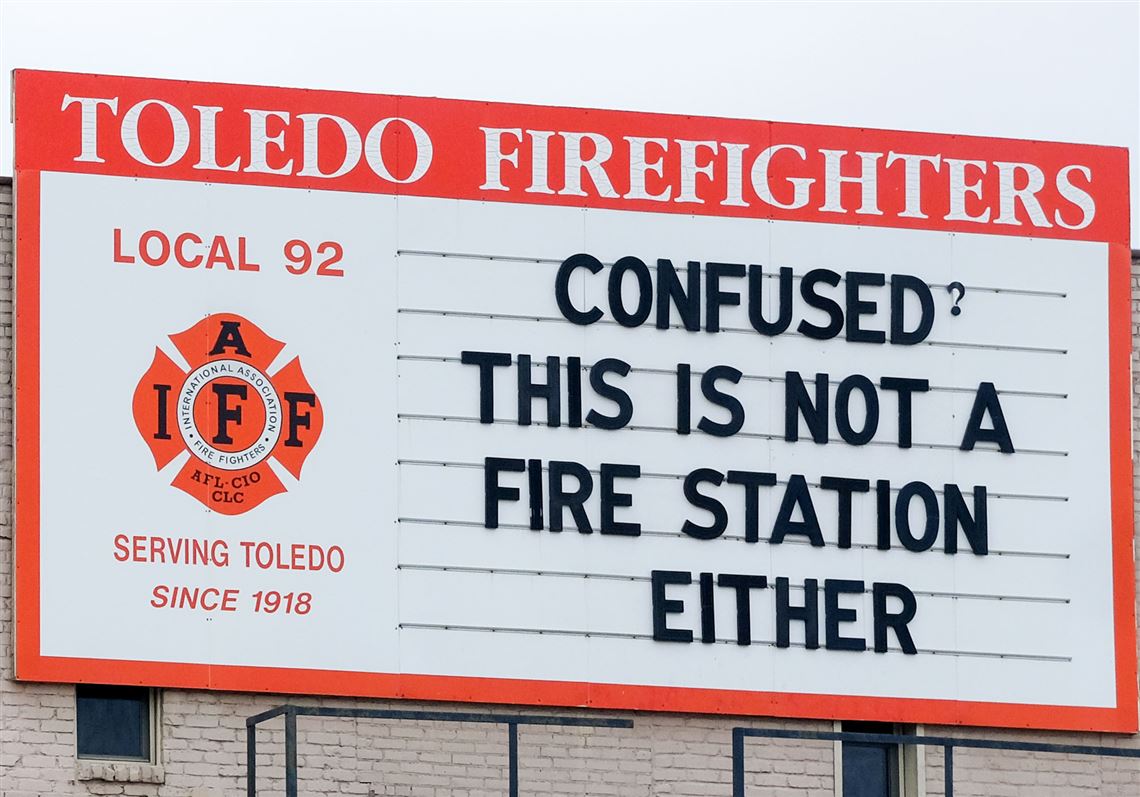 TOLEDO FIREFIGHTERS
LOCAL 92
A
I F F
INTERNATIONAL ASSOCIATION
• FIRE FIGHTERS •
AFL-CIO
CLC
SERVING TOLEDO
SINCE 1918
CONFUSED?
THIS IS NOT A
FIRE STATION
EITHER